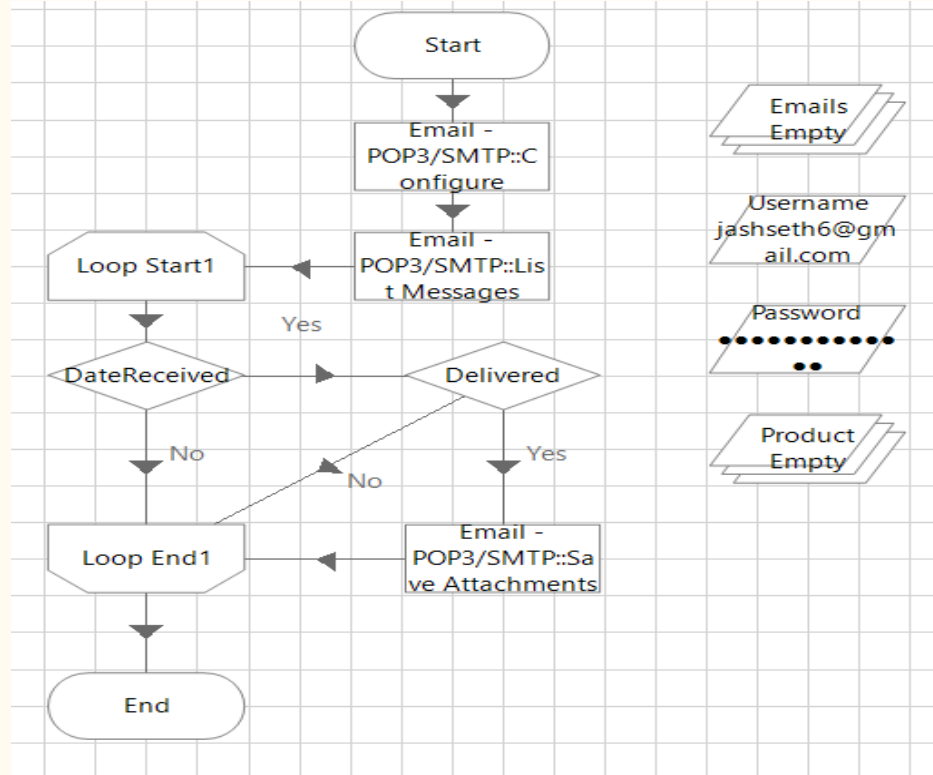 Start
Email -
POP3/SMTP::C
onfigure
Email -
POP3/SMTP::Lis
t Messages
Loop Start1
Yes
DateReceived
Delivered
No
No
Yes
Email -
POP3/SMTP::Sa
ve Attachments
Loop End1
End
Emails
Empty
Username
jashseth6@gm
ail.com
Password
●●●●●●●●●●●
●●
Product
Empty